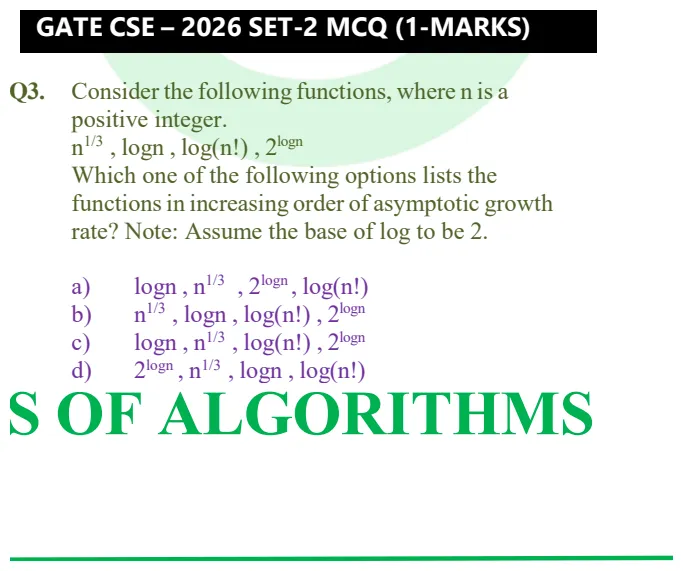 GATE CSE – 2026 SET-2 MCQ (1-MARKS)
Q3. Consider the following functions, where n is a
positive integer.
n^1/3 , logn , log(n!) , 2^logn
Which one of the following options lists the
functions in increasing order of asymptotic growth
rate? Note: Assume the base of log to be 2.
a) logn , n^1/3 , 2^logn , log(n!)
b) n^1/3 , logn , log(n!) , 2^logn
c) logn , n^1/3 , log(n!) , 2^logn
d) 2^logn , n^1/3 , logn , log(n!)
S OF ALGORITHMS